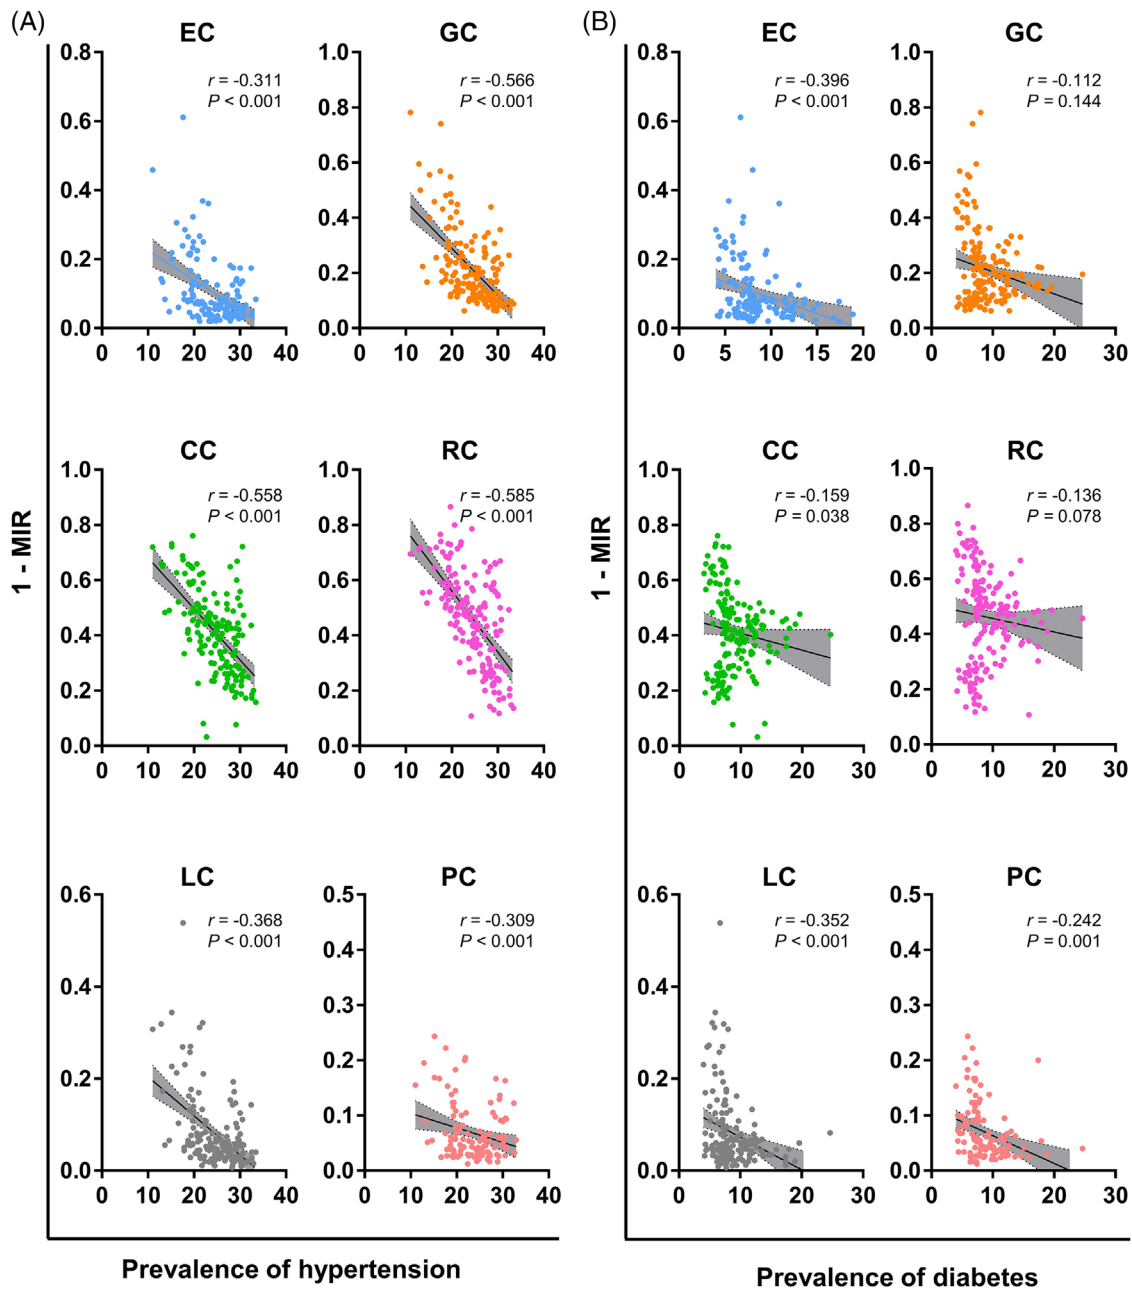 (A)
EC
r = -0.311
P < 0.001
0.8
0.6
0.4
0.2
0.0
0 10 20 30 40
GC
r = -0.566
P < 0.001
1.0
0.8
0.6
0.4
0.2
0.0
0 10 20 30 40
CC
r = -0.558
P < 0.001
1.0
0.8
0.6
0.4
0.2
0.0
0 10 20 30 40
RC
r = -0.585
P < 0.001
1.0
0.8
0.6
0.4
0.2
0.0
0 10 20 30 40
LC
r = -0.368
P < 0.001
0.6
0.4
0.2
0.0
0 10 20 30 40
PC
r = -0.309
P < 0.001
0.5
0.4
0.3
0.2
0.1
0.0
0 10 20 30 40
1 - MIR
Prevalence of hypertension
(B)
EC
r = -0.396
P < 0.001
0.8
0.6
0.4
0.2
0.0
0 5 10 15 20
GC
r = -0.112
P = 0.144
1.0
0.8
0.6
0.4
0.2
0.0
0 10 20 30
CC
r = -0.159
P = 0.038
1.0
0.8
0.6
0.4
0.2
0.0
0 10 20 30
RC
r = -0.136
P = 0.078
1.0
0.8
0.6
0.4
0.2
0.0
0 10 20 30
LC
r = -0.352
P < 0.001
0.6
0.4
0.2
0.0
0 10 20 30
PC
r = -0.242
P = 0.001
0.5
0.4
0.3
0.2
0.1
0.0
0 10 20 30
1 - MIR
Prevalence of diabetes